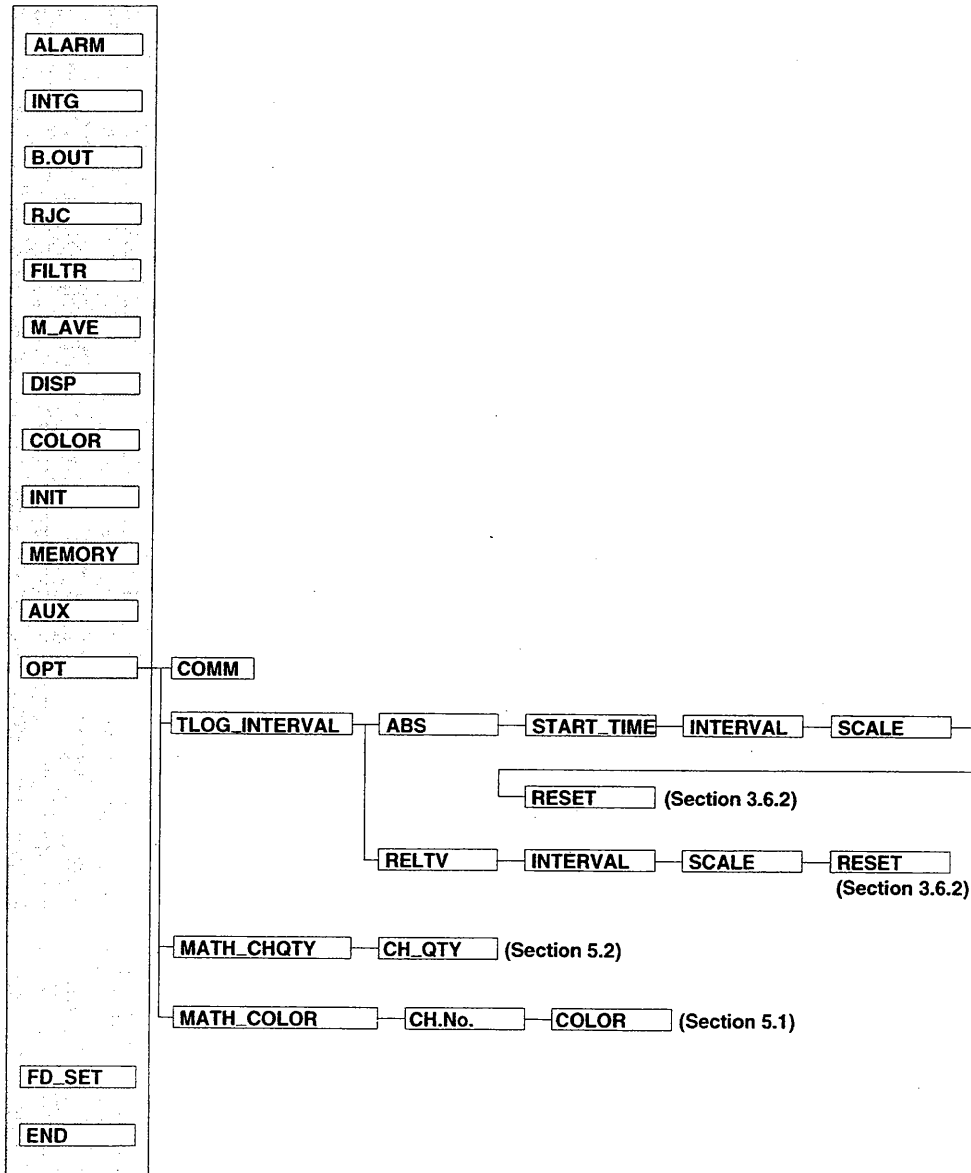 ALARM
INTG
B.OUT
RJC
FILTR
M_AVE
DISP
COLOR
INIT
MEMORY
AUX
OPT COMM
TLOG_INTERVAL ABS START_TIME INTERVAL SCALE
RESET (Section 3.6.2)
RELTV INTERVAL SCALE RESET
(Section 3.6.2)
MATH_CHQTY CH_QTY (Section 5.2)
MATH_COLOR CH.No. COLOR (Section 5.1)
FD_SET
END